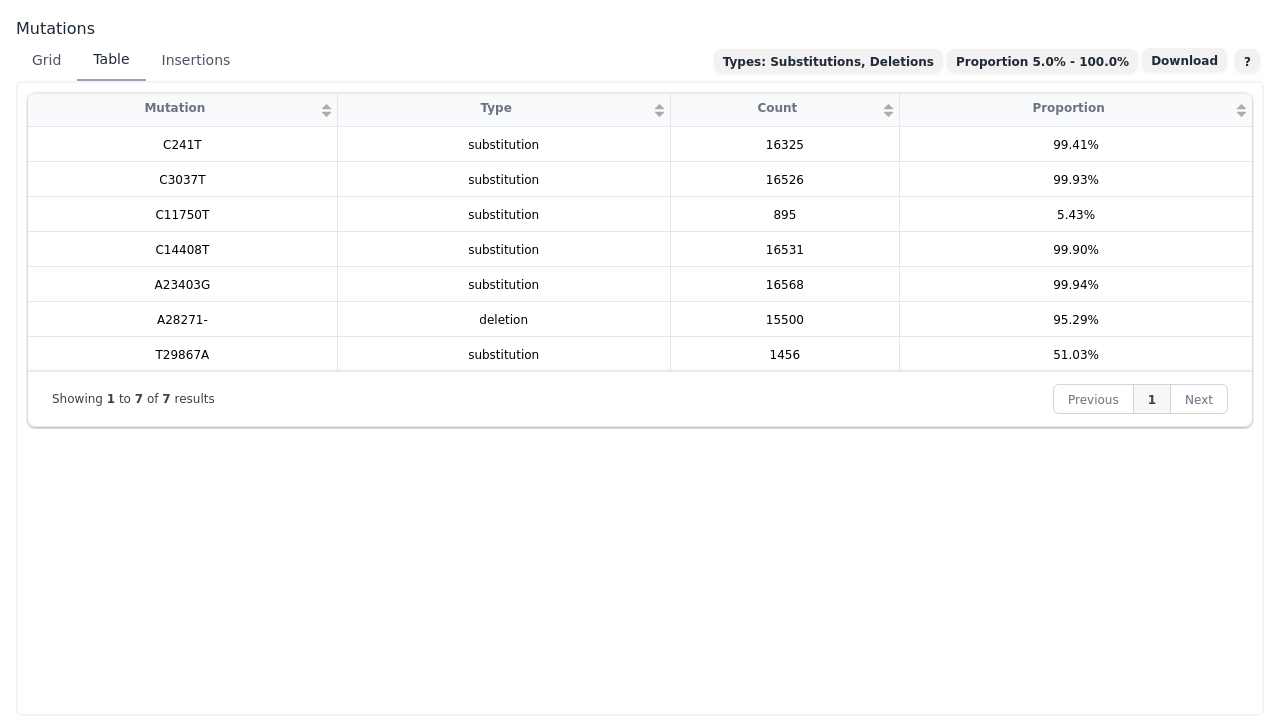 Mutations
Grid Table Insertions Types: Substitutions, Deletions Proportion 5.0% - 100.0% Download ?
Mutation Type Count Proportion
C241T substitution 16325 99.41%
C3037T substitution 16526 99.93%
C11750T substitution 895 5.43%
C14408T substitution 16531 99.90%
A23403G substitution 16568 99.94%
A28271- deletion 15500 95.29%
T29867A substitution 1456 51.03%
Showing 1 to 7 of 7 results Previous 1 Next